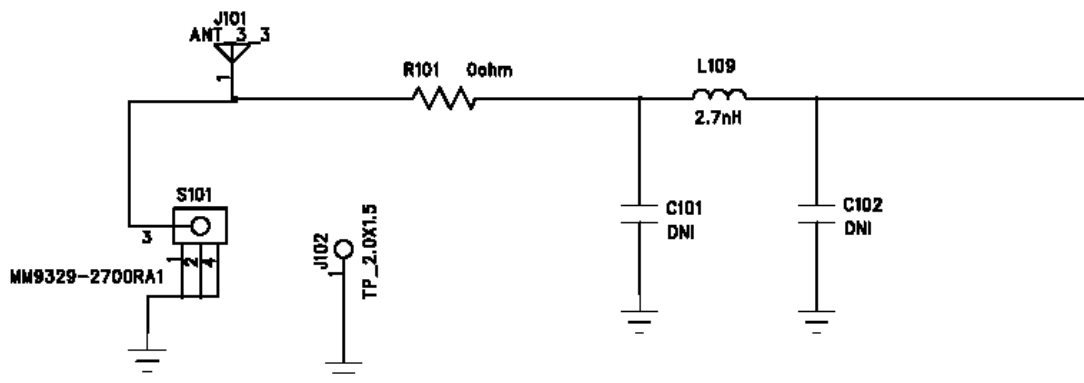 J101
ANT_3_3
1
R101 0ohm
L109
2.7nH
S101
3
1
2
4
MM9329-2700RA1
J102
1
TP_2.0X1.5
C101
DNI
C102
DNI